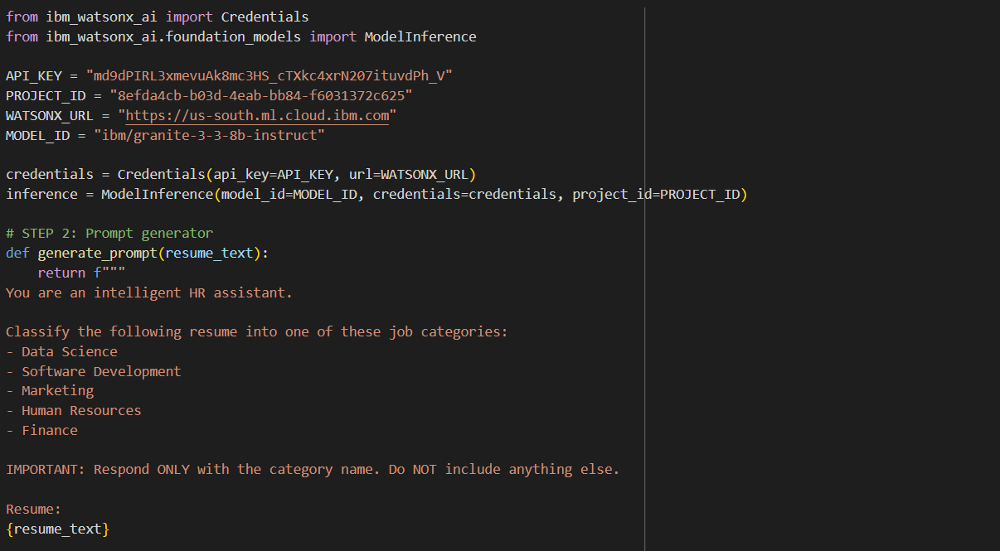 from ibm_watsonx_ai import Credentials
from ibm_watsonx_ai.foundation_models import ModelInference
API_KEY = "md9dPIRL3xmevuAk8mc3HS_cTXkc4xrN207ituvdPh_V"
PROJECT_ID = "8efda4cb-b03d-4eab-bb84-f6031372c625"
WATSONX_URL = "https://us-south.ml.cloud.ibm.com"
MODEL_ID = "ibm/granite-3-3-8b-instruct"
credentials = Credentials(api_key=API_KEY, url=WATSONX_URL)
inference = ModelInference(model_id=MODEL_ID, credentials=credentials, project_id=PROJECT_ID)
# STEP 2: Prompt generator
def generate_prompt(resume_text):
    return f"""
You are an intelligent HR assistant.
Classify the following resume into one of these job categories:
- Data Science
- Software Development
- Marketing
- Human Resources
- Finance
IMPORTANT: Respond ONLY with the category name. Do NOT include anything else.
Resume:
{resume_text}